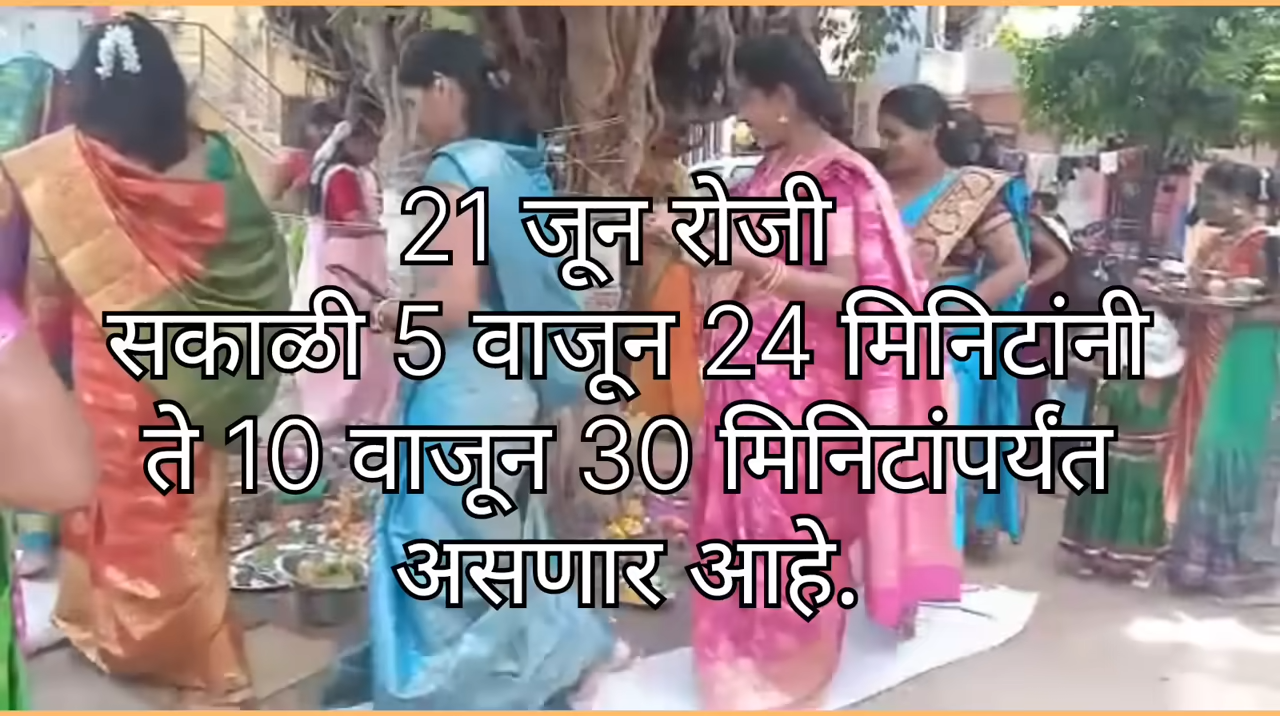 21 जून रोजी
सकाळी 5 वाजून 24 मिनिटांनी
ते 10 वाजून 30 मिनिटांपर्यंत
असणार आहे.